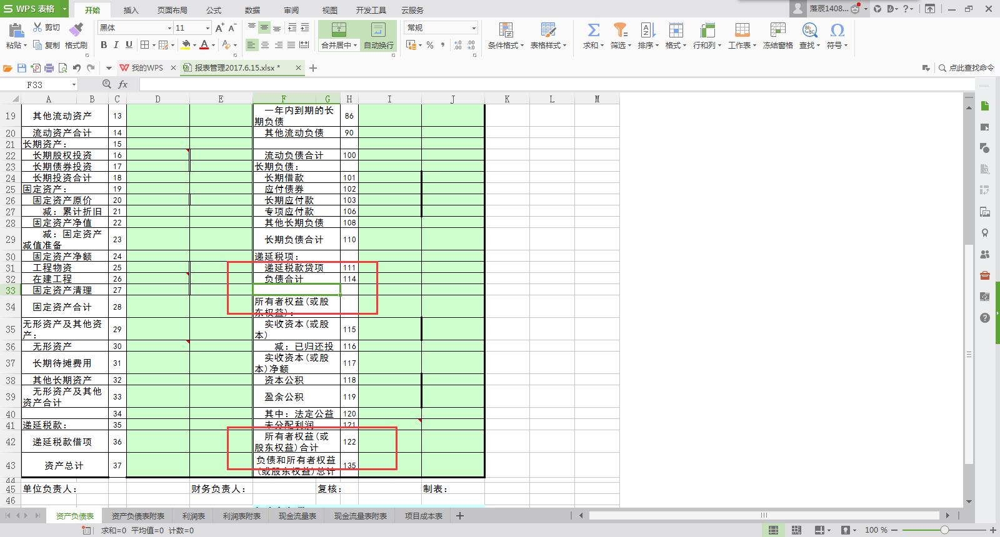 S WPS 表格
开始 插入 页面布局 公式 数据 审阅 视图 开发工具 云服务
落辰1408...
粘贴 剪切 复制 格式刷
黑体 11
B I U
合并居中 自动换行
常规
条件格式 表格样式 求和 筛选 排序 格式 行和列 工作表 冻结窗格 查找 符号
我的WPS 报表管理2017.6.15.xlsx * 点此查找命令
F33 fx
A B C D E F G H I J K L M
19 其他流动资产 13 一年内到期的长期负债 86
20 流动资产合计 14 其他流动负债 90
21 长期资产： 15
22 长期股权投资 16 流动负债合计 100
23 长期债券投资 17 长期负债：
24 长期投资合计 18 长期借款 101
25 固定资产： 19 应付债券 102
26 固定资产原价 20 长期应付款 103
27 减：累计折旧 21 专项应付款 106
28 固定资产净值 22 其他长期负债 108
29 减：固定资产减值准备 23 长期负债合计 110
30 固定资产净额 24 递延税项：
31 工程物资 25 递延税款贷项 111
32 在建工程 26 负债合计 114
33 固定资产清理 27
34 固定资产合计 28 所有者权益(或股东权益)：
35 无形资产及其他资产： 29 实收资本(或股本) 115
36 无形资产 30 减：已归还投 116
37 长期待摊费用 31 实收资本(或股本)净额 117
38 其他长期资产 32 资本公积 118
39 无形资产及其他资产合计 33 盈余公积 119
40 34 其中：法定公益 120
41 递延税款： 35 未分配利润 121
42 递延税款借项 36 所有者权益(或股东权益)合计 122
43 资产总计 37 负债和所有者权益(或股东权益)总计 135
44
45 单位负责人： 财务负责人： 复核： 制表：
46
资产负债表 资产负债表附表 利润表 利润表附表 现金流量表 现金流量表附表 项目成本表
求和=0 平均值=0 计数=0 100 %